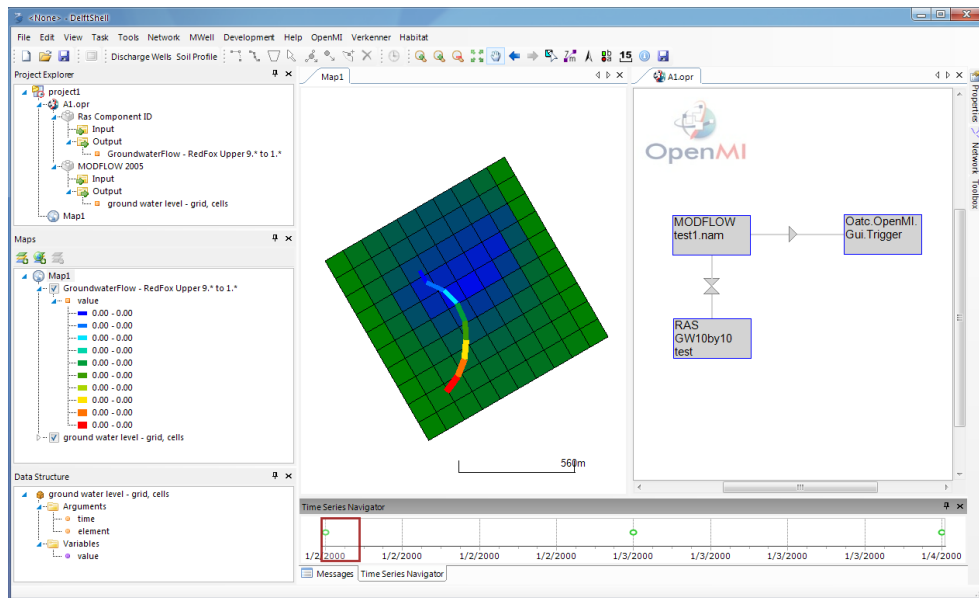 <None> - DelftShell
File Edit View Task Tools Network MWell Development Help OpenMI Verkenner Habitat
Discharge Wells Soil Profile 15
Project Explorer
project1
A1.opr
Ras Component ID
Input
Output
GroundwaterFlow - RedFox Upper 9.* to 1.*
MODFLOW 2005
Input
Output
ground water level - grid, cells
Map1
Maps
Map1
GroundwaterFlow - RedFox Upper 9.* to 1.*
value
0.00 - 0.00
0.00 - 0.00
0.00 - 0.00
0.00 - 0.00
0.00 - 0.00
0.00 - 0.00
0.00 - 0.00
0.00 - 0.00
0.00 - 0.00
0.00 - 0.00
ground water level - grid, cells
Data Structure
ground water level - grid, cells
Arguments
time
element
Variables
value
Map1
560m
A1.opr
OpenMI
MODFLOW
test1.nam
Oatc.OpenMI.
Gui.Trigger
RAS
GW10by10
test
Properties
Network
Toolbox
Time Series Navigator
1/2/2000 1/2/2000 1/2/2000 1/2/2000 1/3/2000 1/3/2000 1/3/2000 1/3/2000 1/4/2000
Messages Time Series Navigator